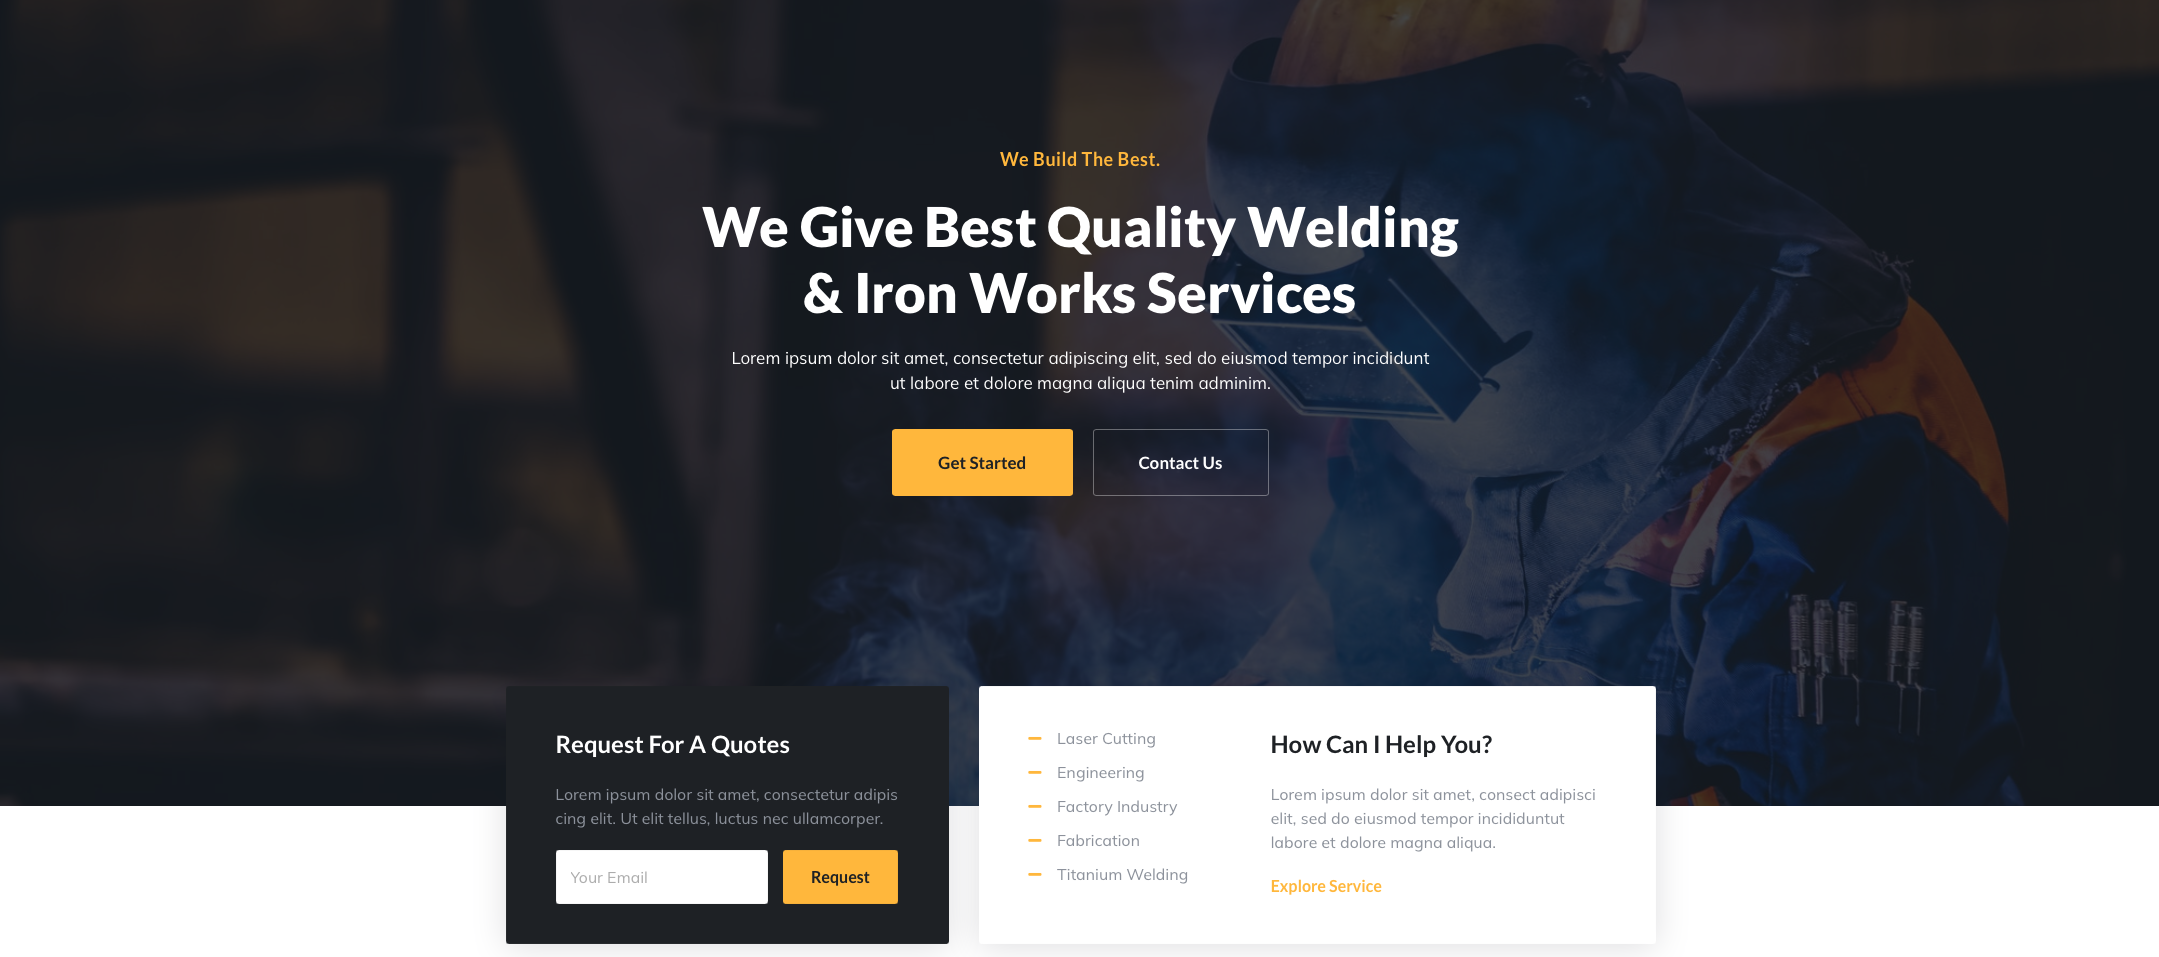 We Build The Best.
We Give Best Quality Welding
& Iron Works Services
Lorem ipsum dolor sit amet, consectetur adipiscing elit, sed do eiusmod tempor incididunt
ut labore et dolore magna aliqua tenim adminim.
Get Started
Contact Us
Request For A Quotes
Lorem ipsum dolor sit amet, consectetur adipis
cing elit. Ut elit tellus, luctus nec ullamcorper.
Your Email
Request
Laser Cutting
Engineering
Factory Industry
Fabrication
Titanium Welding
How Can I Help You?
Lorem ipsum dolor sit amet, consect adipisci
elit, sed do eiusmod tempor incididuntut
labore et dolore magna aliqua.
Explore Service